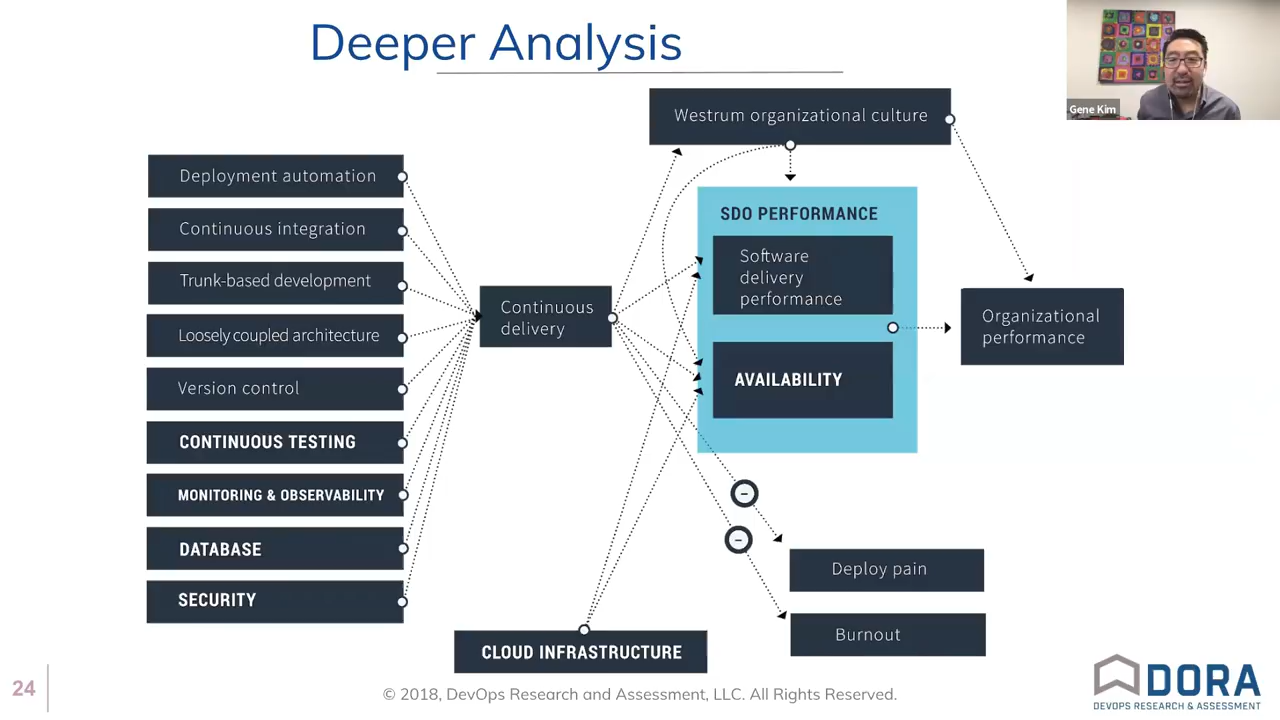 Deeper Analysis
Gene Kim
Westrum organizational culture
Deployment automation
Continuous integration
Trunk-based development
Loosely coupled architecture
Version control
CONTINUOUS TESTING
MONITORING & OBSERVABILITY
DATABASE
SECURITY
Continuous
delivery
SDO PERFORMANCE
Software
delivery
performance
AVAILABILITY
Organizational
performance
Deploy pain
Burnout
CLOUD INFRASTRUCTURE
24
© 2018, DevOps Research and Assessment, LLC. All Rights Reserved.
DORA
DEVOPS RESEARCH & ASSESSMENT